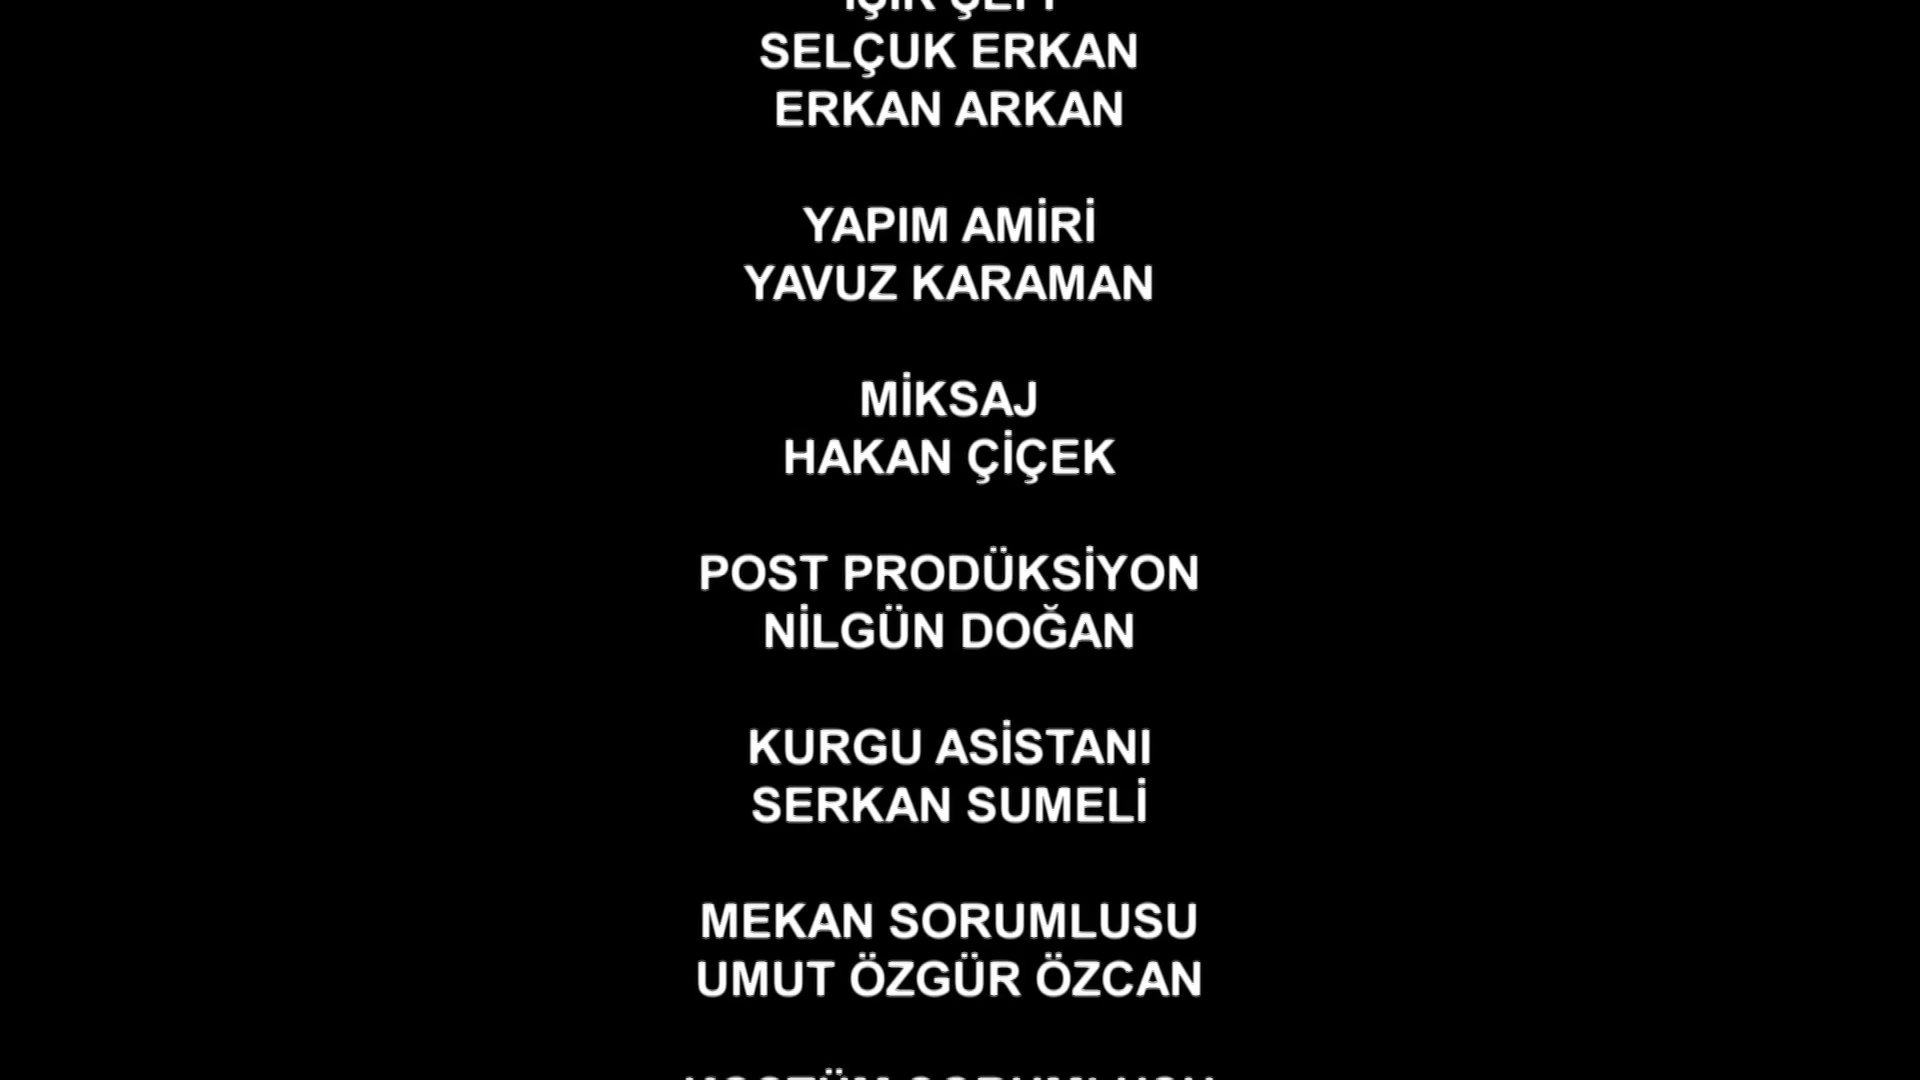 SELÇUK ERKAN
ERKAN ARKAN
YAPIM AMİRİ
YAVUZ KARAMAN
MİKSAJ
HAKAN ÇİÇEK
POST PRODÜKSİYON
NİLGÜN DOĞAN
KURGU ASİSTANI
SERKAN SUMELİ
MEKAN SORUMLUSU
UMUT ÖZGÜR ÖZCAN